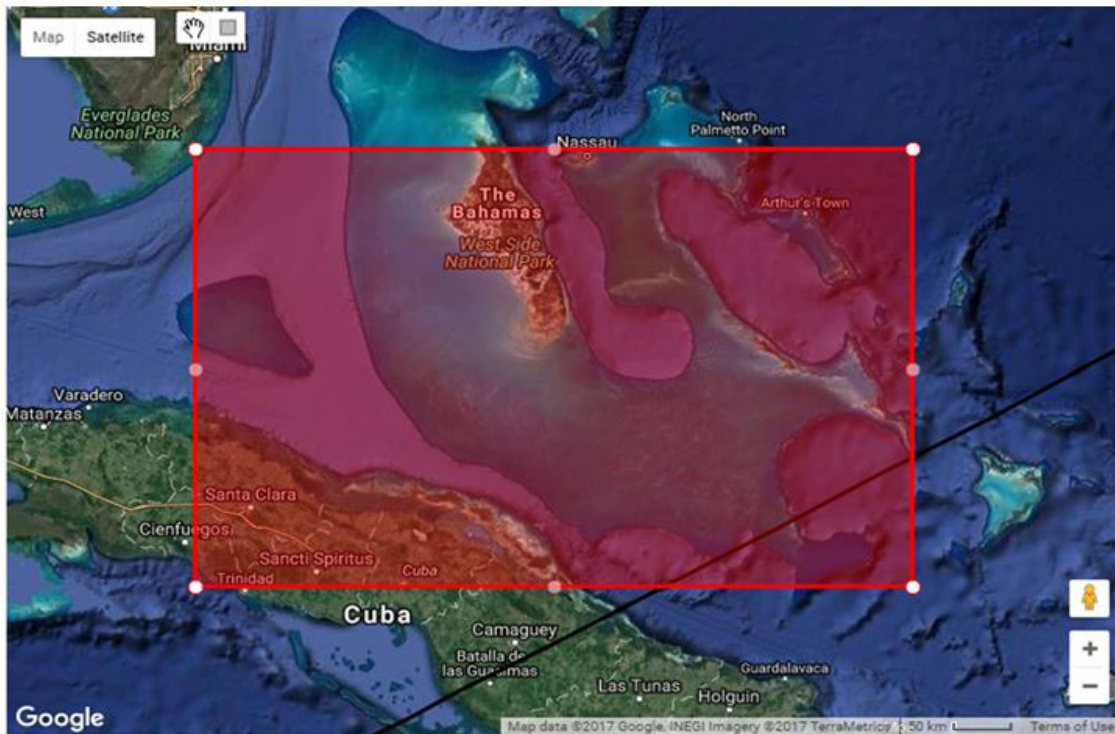 Map
Satellite
Miami
Everglades
National Park
North
Palmetto Point
Nassau
West
The
Bahamas
Arthur's Town
West Side
National Park
Varadero
Matanzas
Santa Clara
Cienfuegos
Sancti Spiritus
Trinidad
Cuba
Cuba
Camaguey
Batalla de
las Guasimas
Guardalavaca
Las Tunas
Holguin
Google
Map data ©2017 Google, INEGI Imagery ©2017 TerraMetrics
50 km
Terms of Use